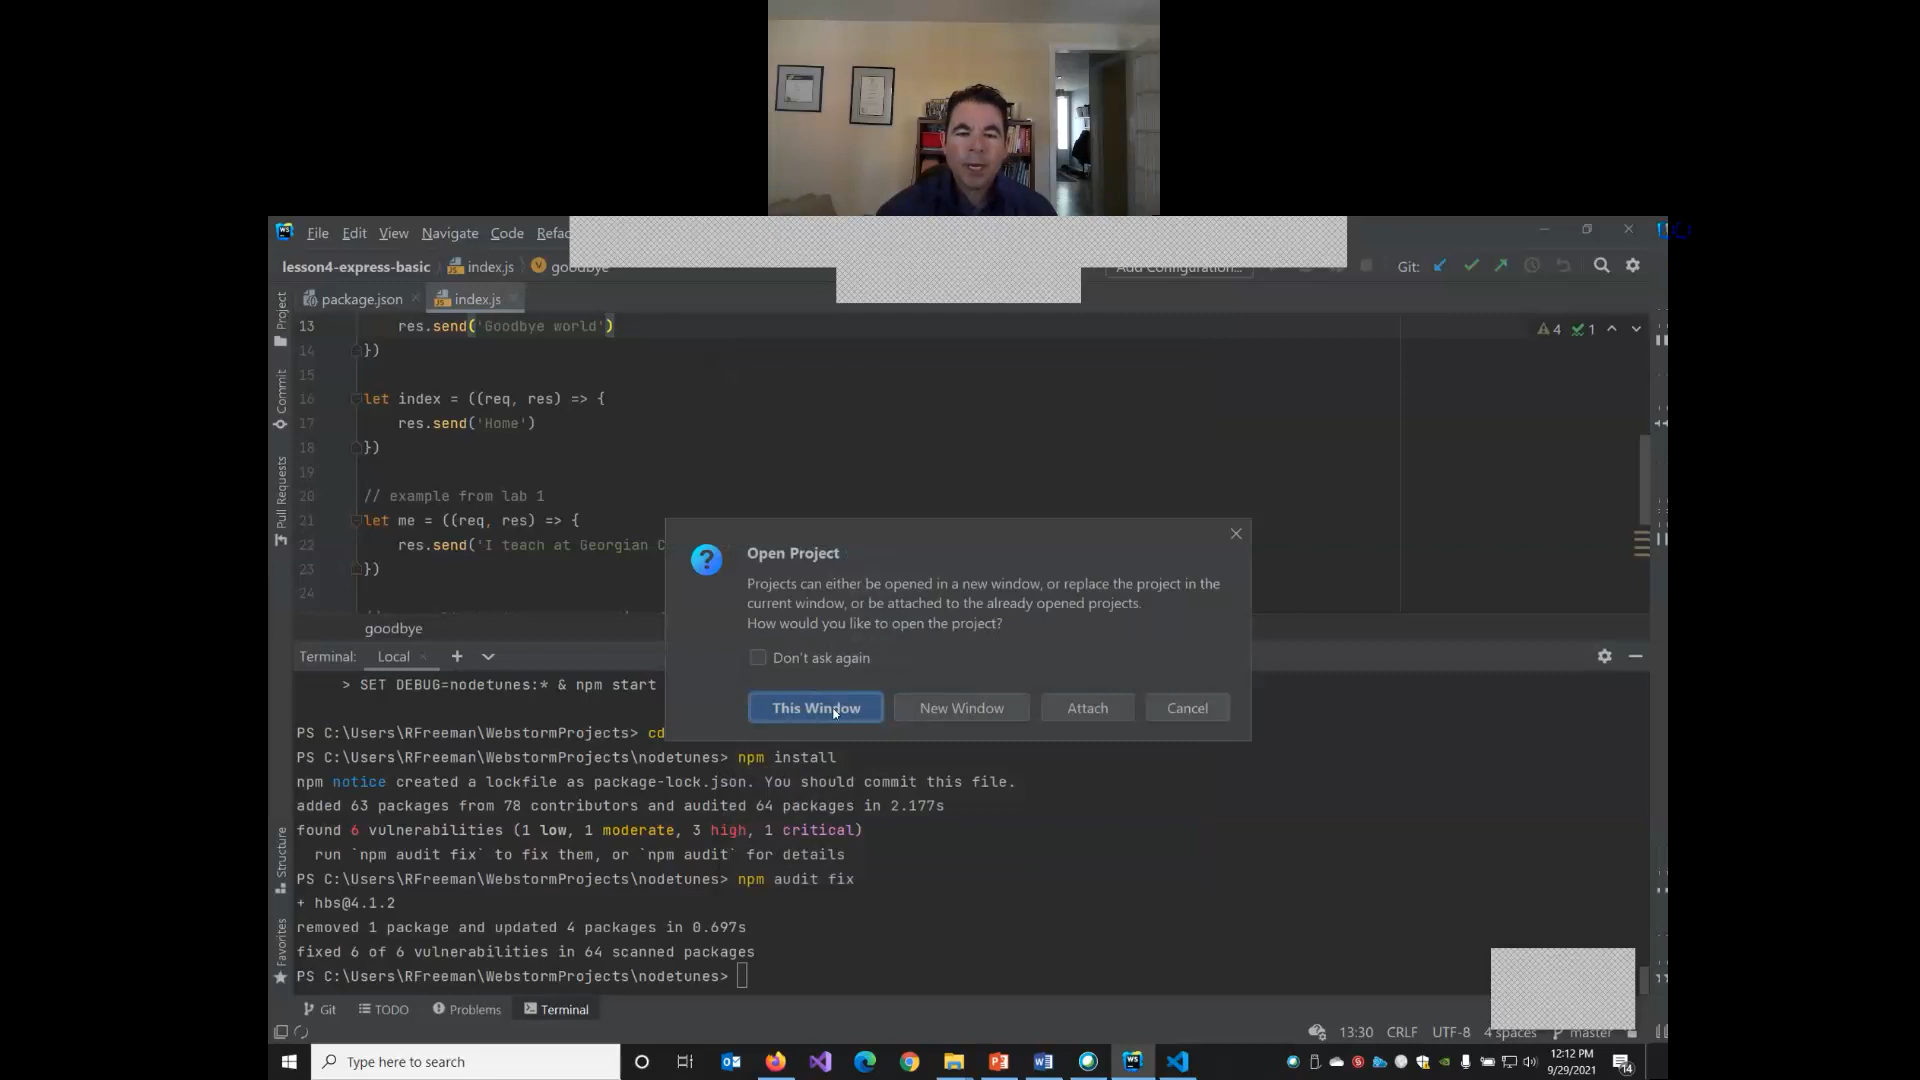 File Edit View Navigate Code Refac
lesson4-express-basic index.js goodbye Add Configuration... Git:
package.json index.js
Project
Commit
Pull Requests
Structure
Favorites
13 res.send('Goodbye world')
4 1
14 })
15
16 let index = ((req, res) => {
17 res.send('Home')
18 })
19
20 // example from lab 1
21 let me = ((req, res) => {
22 res.send('I teach at Georgian C
23 })
24
goodbye
Open Project
Projects can either be opened in a new window, or replace the project in the
current window, or be attached to the already opened projects.
How would you like to open the project?
Don't ask again
This Window New Window Attach Cancel
Terminal: Local
> SET DEBUG=nodetunes:* & npm start
PS C:\Users\RFreeman\WebstormProjects> cd
PS C:\Users\RFreeman\WebstormProjects\nodetunes> npm install
npm notice created a lockfile as package-lock.json. You should commit this file.
added 63 packages from 78 contributors and audited 64 packages in 2.177s
found 6 vulnerabilities (1 low, 1 moderate, 3 high, 1 critical)
run `npm audit fix` to fix them, or `npm audit` for details
PS C:\Users\RFreeman\WebstormProjects\nodetunes> npm audit fix
+ hbs@4.1.2
removed 1 package and updated 4 packages in 0.697s
fixed 6 of 6 vulnerabilities in 64 scanned packages
PS C:\Users\RFreeman\WebstormProjects\nodetunes>
Git TODO Problems Terminal
13:30 CRLF UTF-8 4 spaces master
Type here to search
12:12 PM
9/29/2021
14